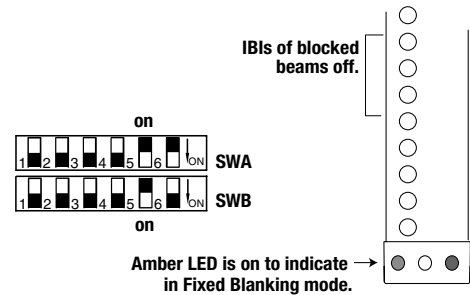 IBIs of blocked
beams off.
on
1 2 3 4 5 6 ON SWA
1 2 3 4 5 6 ON SWB
on
Amber LED is on to indicate
in Fixed Blanking mode.